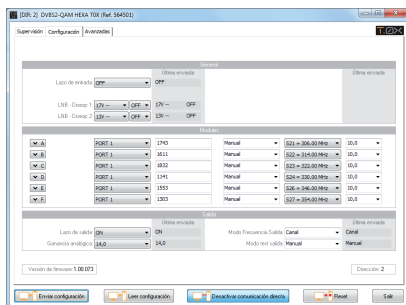 [DIR: 2] DVBS2-QAM HEXA T0X (Ref. 564501)
T.OX
Supervisión Configuración Avanzadas
General
Última enviada Última enviada
Lazo de entrada: OFF OFF
LNB - Diseqc 1: 17V -- OFF 17V -- OFF
LNB - Diseqc 2: 13V -- OFF 13V -- OFF
Módulos
A PORT 1 1743 Manual S21 = 306.00 MHz 10,0
B PORT 1 1611 Manual S22 = 314.00 MHz 10,0
C PORT 1 1832 Manual S23 = 322.00 MHz 10,0
D PORT 1 1141 Manual S24 = 330.00 MHz 10,0
E PORT 1 1553 Manual S26 = 346.00 MHz 10,0
F PORT 1 1303 Manual S27 = 354.00 MHz 10,0
Salida
Última enviada Última enviada
Lazo de salida: ON ON Modo Frecuencia Salida: Canal Canal
Ganancia analógica: 14,0 14,0 Modo nivel salida: Manual Manual
Versión de firmware: 1.00.073 Dirección: 2
Enviar configuración Leer configuración Desactivar comunicación directa Reset Salir